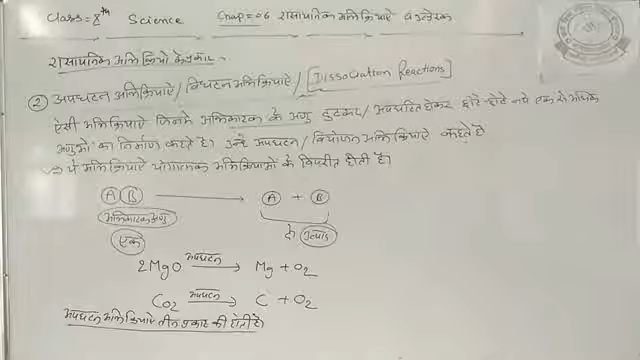 Class = 8th Science Chap = 06 रासायनिक अभिक्रियाएँ व उत्प्रेरक
रासायनिक अभिक्रियाओं के प्रकार -
② अपघटन अभिक्रियाएँ / विघटन अभिक्रियाएँ / [Dissociation Reactions]
ऐसी अभिक्रियाएँ जिनमें अभिकारक के अणु टुटकर / अपघटित होकर छोटे-छोटे नये एक से अधिक
अणुओं का निर्माण करते है। उन्हें अपघटन / वियोजन अभिक्रियाएँ कहते है
→ ये अभिक्रियाएँ योगात्मक अभिक्रियाओं के विपरीत होती है।
A B → A + B
अभिकारक अणु
एक दो उत्पाद
2MgO अपघटन → Mg + O2
CO2 अपघटन → C + O2
अपघटन अभिक्रियाएँ तीन प्रकार की होती है।